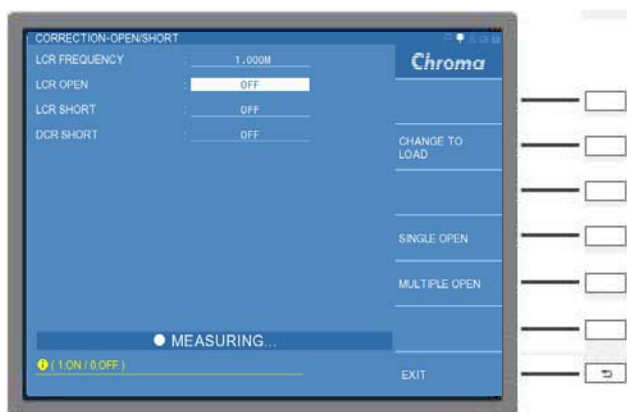 CORRECTION-OPEN/SHORT
Chroma
LCR FREQUENCY : 1.000M
LCR OPEN : OFF
LCR SHORT : OFF
DCR SHORT : OFF
CHANGE TO
LOAD
SINGLE OPEN
MULTIPLE OPEN
MEASURING...
( 1:ON / 0:OFF )
EXIT